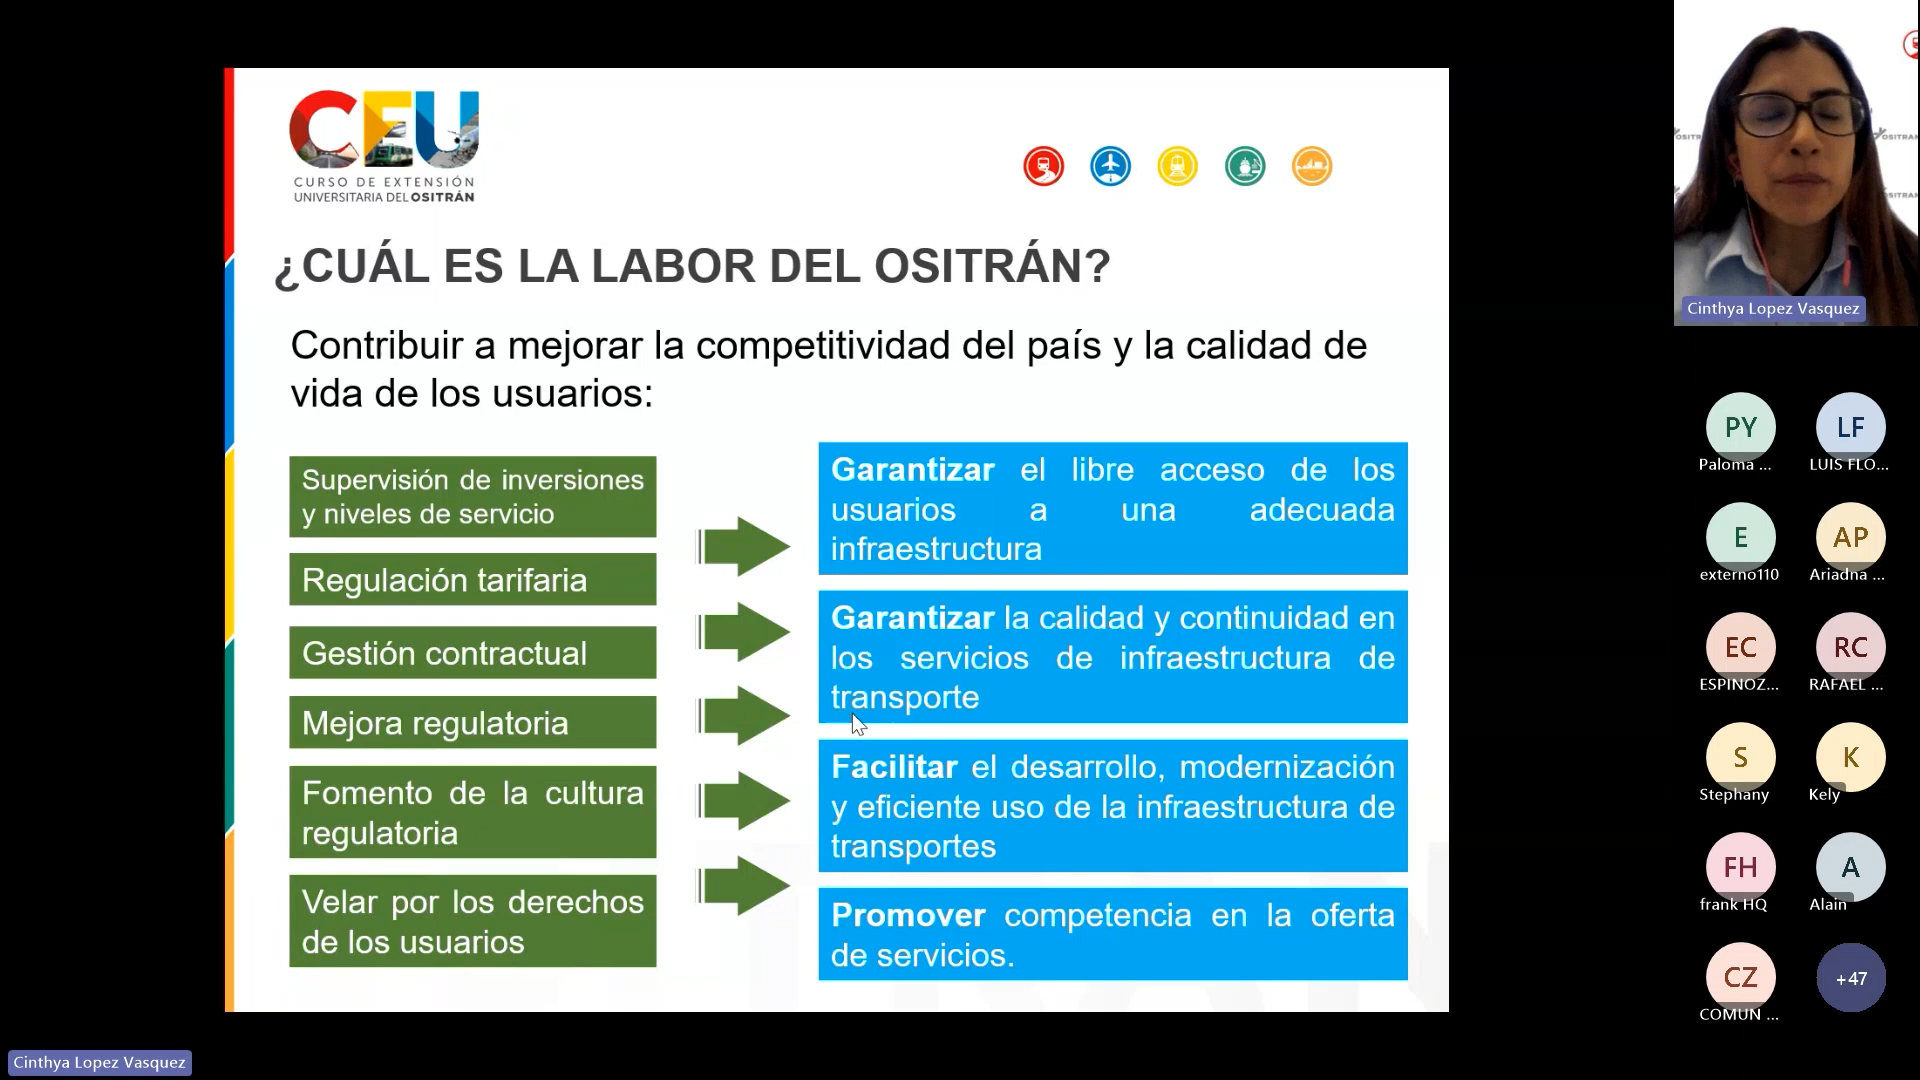 CEU
CURSO DE EXTENSIÓN
UNIVERSITARIA DEL OSITRÁN
¿CUÁL ES LA LABOR DEL OSITRÁN?
Contribuir a mejorar la competitividad del país y la calidad de
vida de los usuarios:
Supervisión de inversiones
y niveles de servicio
Regulación tarifaria
Gestión contractual
Mejora regulatoria
Fomento de la cultura
regulatoria
Velar por los derechos
de los usuarios
Garantizar el libre acceso de los
usuarios a una adecuada
infraestructura
Garantizar la calidad y continuidad en
los servicios de infraestructura de
transporte
Facilitar el desarrollo, modernización
y eficiente uso de la infraestructura de
transportes
Promover competencia en la oferta
de servicios.
Cinthya Lopez Vasquez
PY
Paloma ...
LF
LUIS FLO...
E
externo110
AP
Ariadna ...
EC
ESPINOZ...
RC
RAFAEL ...
S
Stephany
K
Kely
FH
frank HQ
A
Alain
CZ
COMUN ...
+47
Cinthya Lopez Vasquez